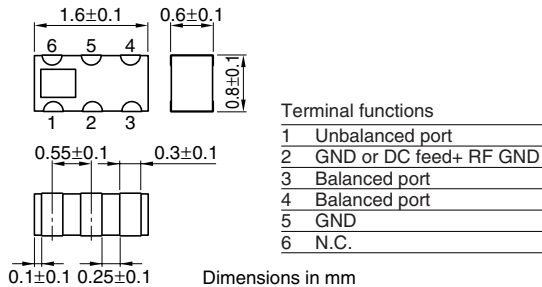 1.6±0.1 0.6±0.1
6 5 4
0.8±0.1
1 2 3
0.55±0.1 0.3±0.1
0.1±0.1 0.25±0.1
Dimensions in mm
Terminal functions
1 Unbalanced port
2 GND or DC feed+ RF GND
3 Balanced port
4 Balanced port
5 GND
6 N.C.